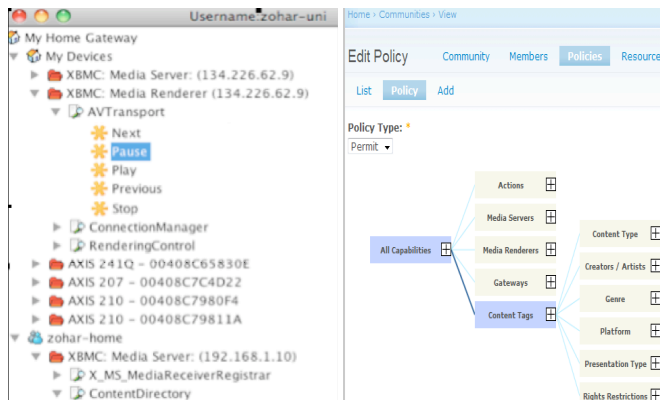 Username:zohar-uni
My Home Gateway
My Devices
XBMC: Media Server: (134.226.62.9)
XBMC: Media Renderer (134.226.62.9)
AVTransport
Next
Pause
Play
Previous
Stop
ConnectionManager
RenderingControl
AXIS 241Q - 00408C65830E
AXIS 207 - 00408C7C4D22
AXIS 210 - 00408C7980F4
AXIS 210 - 00408C79811A
zohar-home
XBMC: Media Server: (192.168.1.10)
X_MS_MediaReceiverRegistrar
ContentDirectory
Home › Communities › View
Edit Policy Community Members Policies Resource
List Policy Add
Policy Type: *
Permit
All Capabilities
Actions
Media Servers
Media Renderers
Gateways
Content Tags
Content Type
Creators / Artists
Genre
Platform
Presentation Type
Rights Restrictions